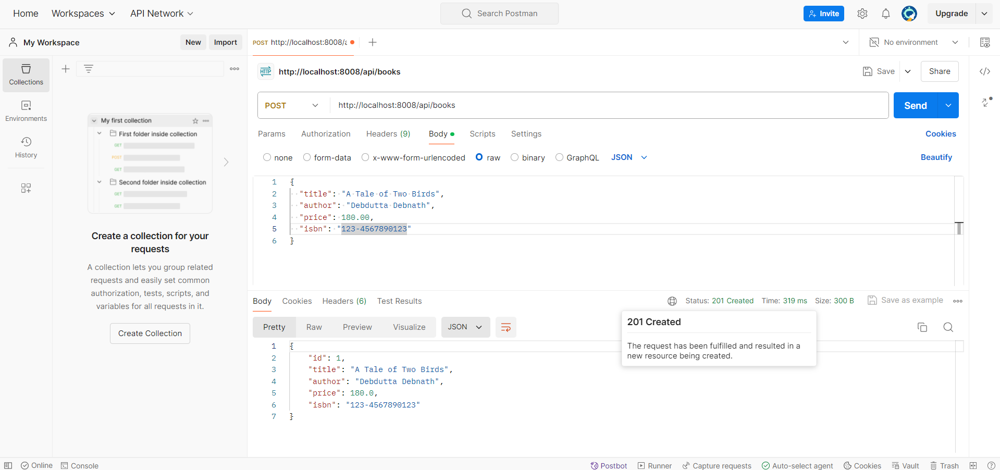 Home Workspaces API Network Search Postman Invite Upgrade
My Workspace New Import POST http://localhost:8008/a No environment
Collections
Environments
History
My first collection
First folder inside collection
GET
POST
GET
Second folder inside collection
GET
GET
Create a collection for your
requests
A collection lets you group related
requests and easily set common
authorization, tests, scripts, and
variables for all requests in it.
Create Collection
HTTP http://localhost:8008/api/books Save Share
POST http://localhost:8008/api/books Send
Params Authorization Headers (9) Body Scripts Settings Cookies
none form-data x-www-form-urlencoded raw binary GraphQL JSON Beautify
1 {
2 "title": "A Tale of Two Birds",
3 "author": "Debdutta Debnath",
4 "price": 180.00,
5 "isbn": "123-4567890123"
6 }
Body Cookies Headers (6) Test Results Status: 201 Created Time: 319 ms Size: 300 B Save as example
Pretty Raw Preview Visualize JSON
201 Created
The request has been fulfilled and resulted in a
new resource being created.
1 {
2 "id": 1,
3 "title": "A Tale of Two Birds",
4 "author": "Debdutta Debnath",
5 "price": 180.0,
6 "isbn": "123-4567890123"
7 }
Online Console Postbot Runner Capture requests Auto-select agent Cookies Vault Trash